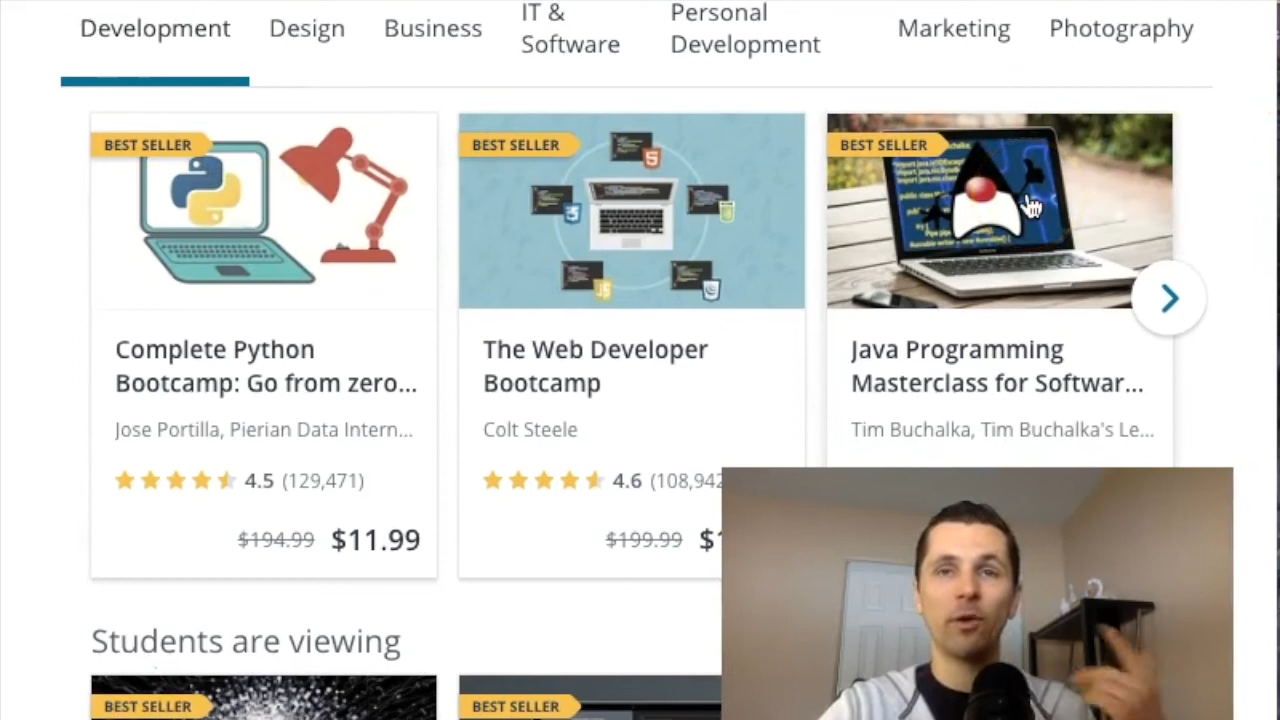 Development
Design
Business
IT &
Software
Personal
Development
Marketing
Photography
BEST SELLER
Complete Python
Bootcamp: Go from zero...
Jose Portilla, Pierian Data Intern...
4.5 (129,471)
$194.99 $11.99
BEST SELLER
The Web Developer
Bootcamp
Colt Steele
4.6 (108,942
$199.99 $1
BEST SELLER
Java Programming
Masterclass for Softwar...
Tim Buchalka, Tim Buchalka's Le...
Students are viewing
BEST SELLER
BEST SELLER